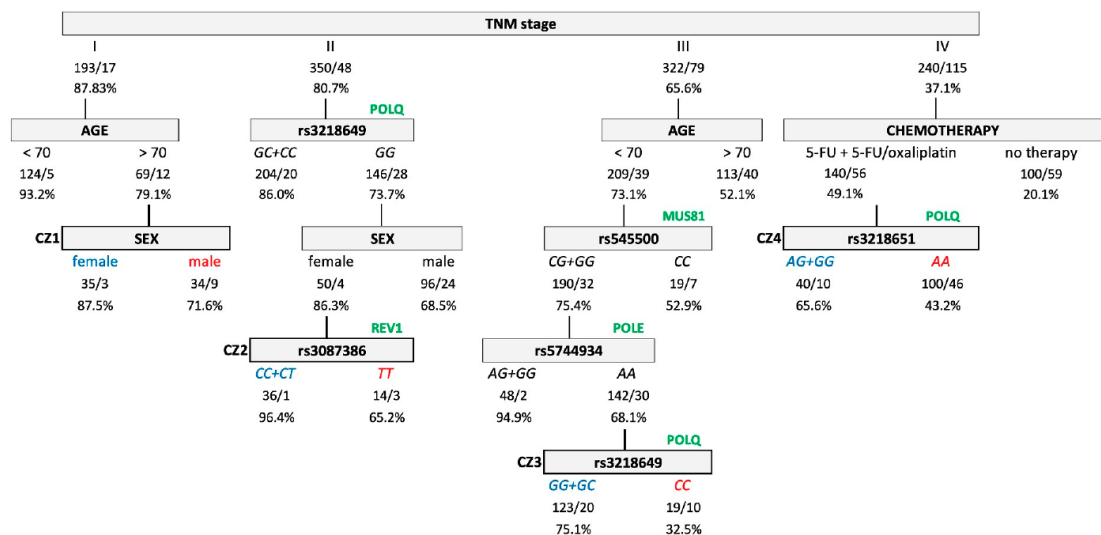 TNM stage
I II III IV
193/17 350/48 322/79 240/115
87.83% 80.7% 65.6% 37.1%
POLQ
AGE rs3218649 AGE CHEMOTHERAPY
< 70 > 70 GC+CC GG < 70 > 70 5-FU + 5-FU/oxaliplatin no therapy
124/5 69/12 204/20 146/28 209/39 113/40 140/56 100/59
93.2% 79.1% 86.0% 73.7% 73.1% 52.1% 49.1% 20.1%
MUS81 POLQ
CZ1 SEX SEX rs545500 CZ4 rs3218651
female male female male CG+GG CC AG+GG AA
35/3 34/9 50/4 96/24 190/32 19/7 40/10 100/46
87.5% 71.6% 86.3% 68.5% 75.4% 52.9% 65.6% 43.2%
REV1 POLE
CZ2 rs3087386 rs5744934
CC+CT TT AG+GG AA
36/1 14/3 48/2 142/30
96.4% 65.2% 94.9% 68.1%
POLQ
CZ3 rs3218649
GG+GC CC
123/20 19/10
75.1% 32.5%